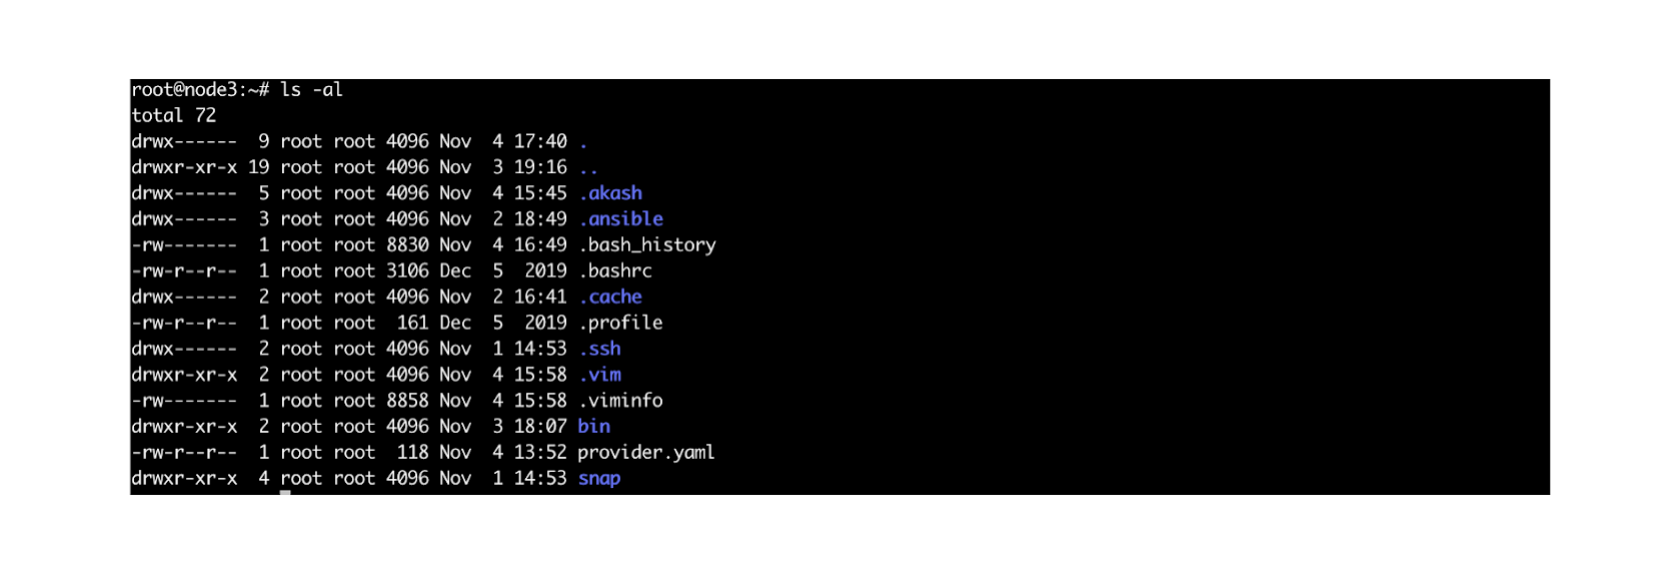 root@node3:~# ls -al
total 72
drwx------  9 root root 4096 Nov  4 17:40 .
drwxr-xr-x 19 root root 4096 Nov  3 19:16 ..
drwx------  5 root root 4096 Nov  4 15:45 .akash
drwx------  3 root root 4096 Nov  2 18:49 .ansible
-rw-------  1 root root 8830 Nov  4 16:49 .bash_history
-rw-r--r--  1 root root 3106 Dec  5  2019 .bashrc
drwx------  2 root root 4096 Nov  2 16:41 .cache
-rw-r--r--  1 root root  161 Dec  5  2019 .profile
drwx------  2 root root 4096 Nov  1 14:53 .ssh
drwxr-xr-x  2 root root 4096 Nov  4 15:58 .vim
-rw-------  1 root root 8858 Nov  4 15:58 .viminfo
drwxr-xr-x  2 root root 4096 Nov  3 18:07 bin
-rw-r--r--  1 root root  118 Nov  4 13:52 provider.yaml
drwxr-xr-x  4 root root 4096 Nov  1 14:53 snap